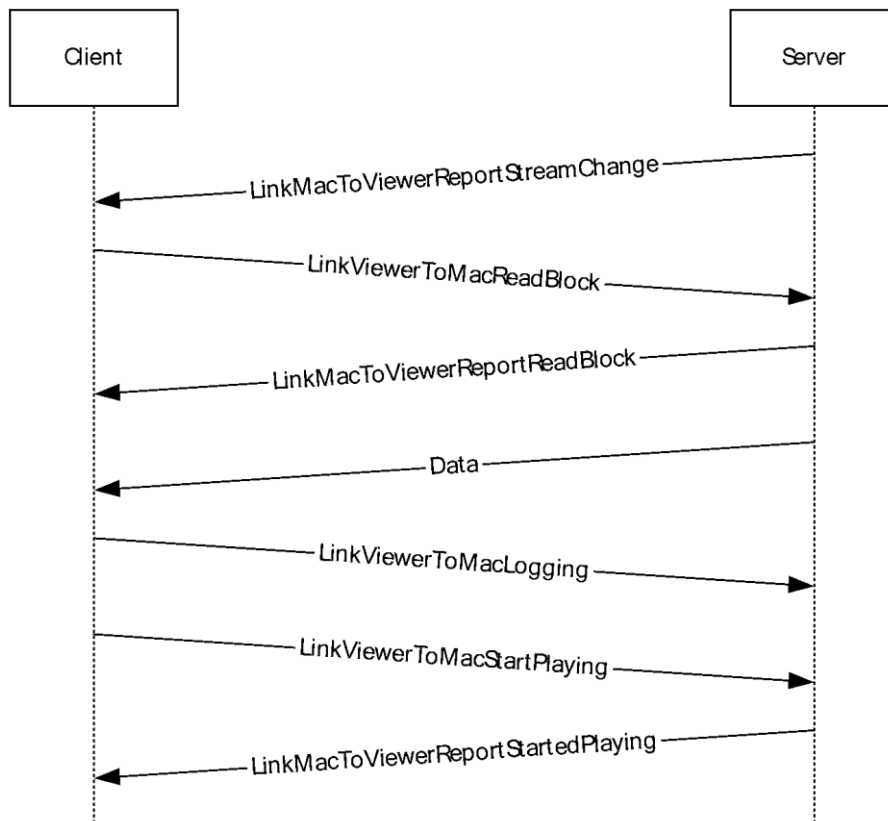 Client
Server
LinkMacToViewerReportStreamChange
LinkViewerToMacReadBlock
LinkMacToViewerReportReadBlock
Data
LinkViewerToMacLogging
LinkViewerToMacStartPlaying
LinkMacToViewerReportStartedPlaying